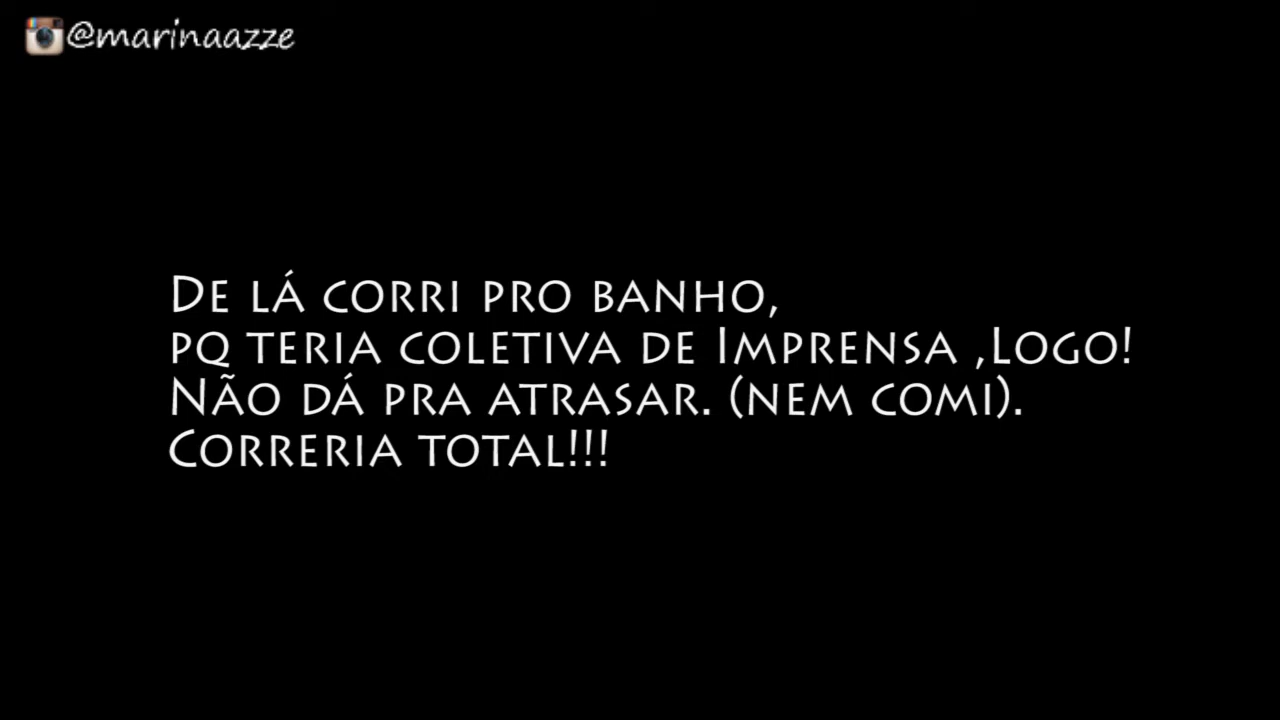 @marinaazze
De lá corri pro banho,
pq teria coletiva de Imprensa ,Logo!
Não dá pra atrasar. (nem comi).
Correria total!!!